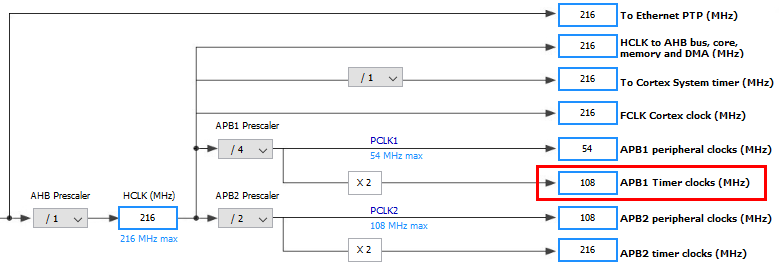 216
To Ethernet PTP (MHz)
216
HCLK to AHB bus, core,
memory and DMA (MHz)
/ 1
216
To Cortex System timer (MHz)
216
FCLK Cortex clock (MHz)
APB1 Prescaler
/ 4
PCLK1
54 MHz max
54
APB1 peripheral clocks (MHz)
X 2
108
APB1 Timer clocks (MHz)
AHB Prescaler
/ 1
HCLK (MHz)
216
216 MHz max
APB2 Prescaler
/ 2
PCLK2
108 MHz max
108
APB2 peripheral clocks (MHz)
X 2
216
APB2 timer clocks (MHz)